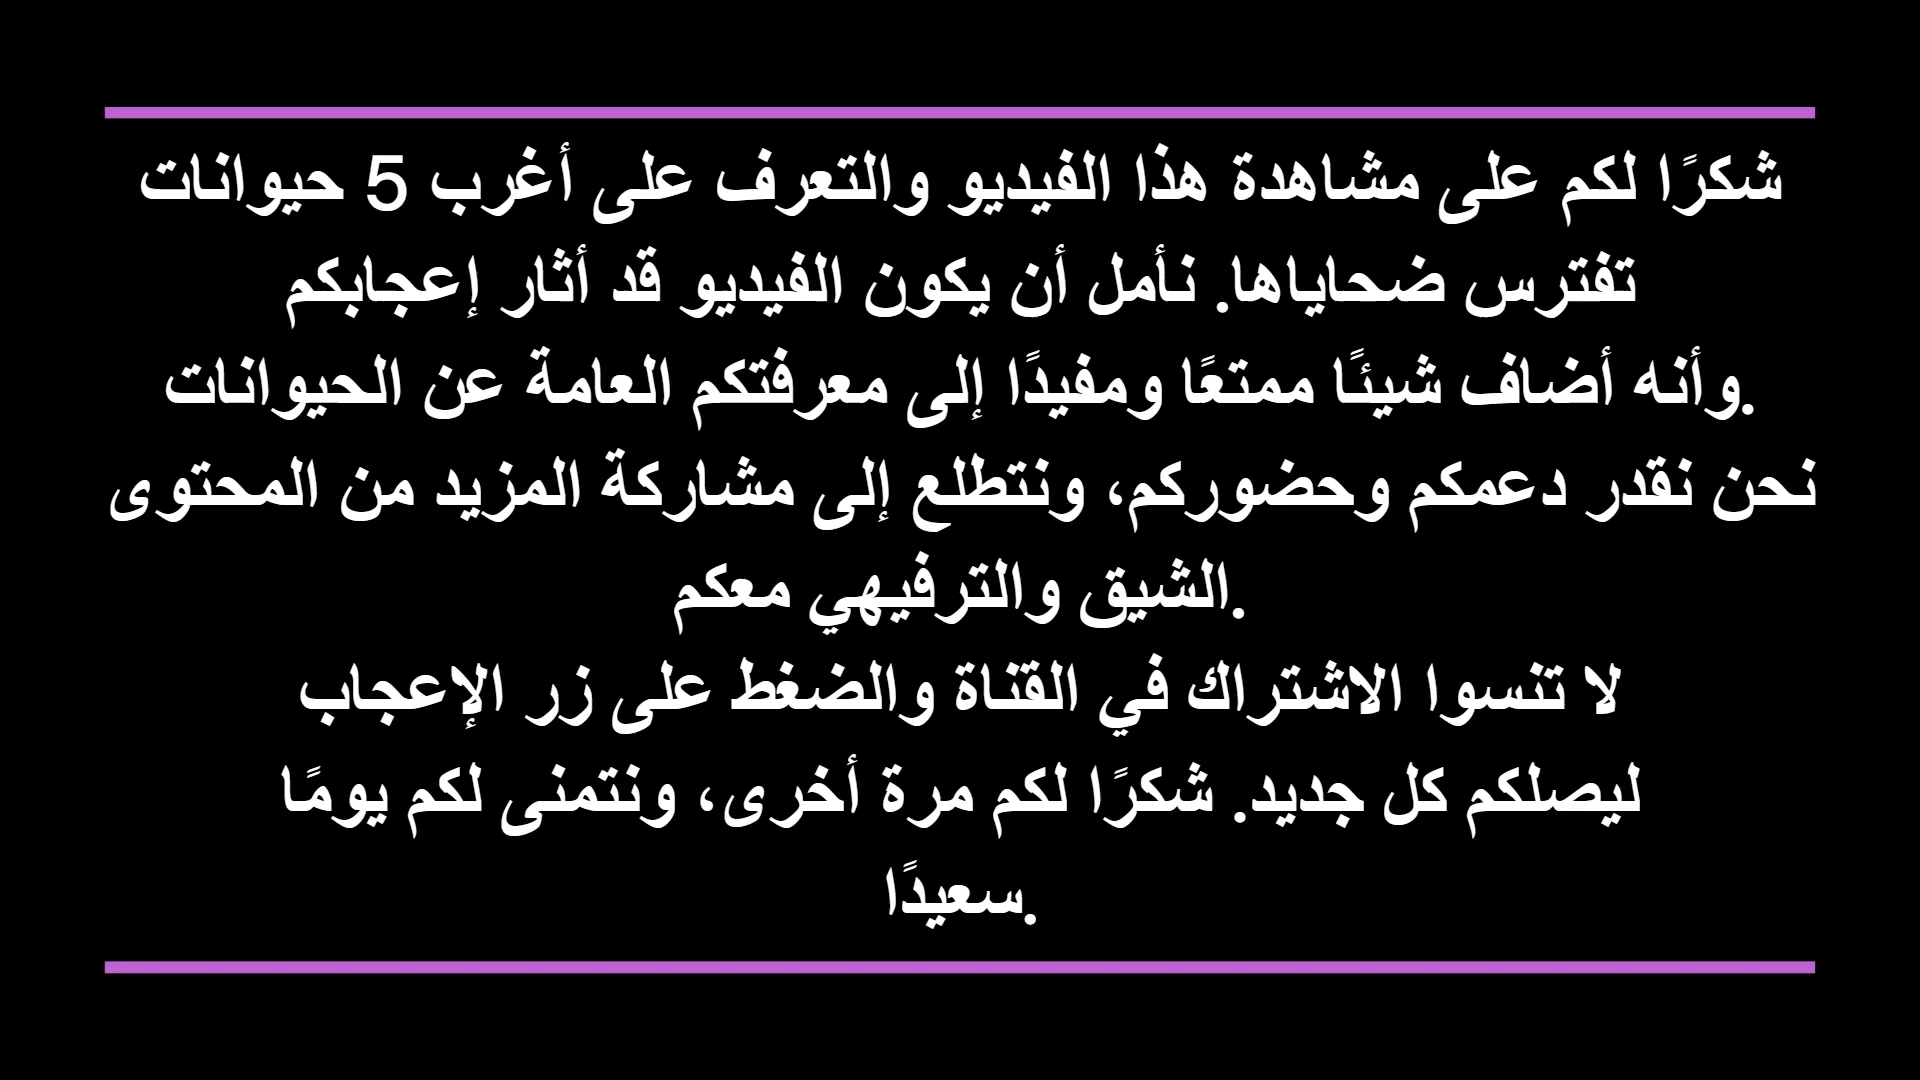 شكرًا لكم على مشاهدة هذا الفيديو والتعرف على أغرب 5 حيوانات
تفترس ضحاياها. نأمل أن يكون الفيديو قد أثار إعجابكم
.وأنه أضاف شيئًا ممتعًا ومفيدًا إلى معرفتكم العامة عن الحيوانات
نحن نقدر دعمكم وحضوركم، ونتطلع إلى مشاركة المزيد من المحتوى
.الشيق والترفيهي معكم
لا تنسوا الاشتراك في القناة والضغط على زر الإعجاب
ليصلكم كل جديد. شكرًا لكم مرة أخرى، ونتمنى لكم يومًا
.سعيدًا